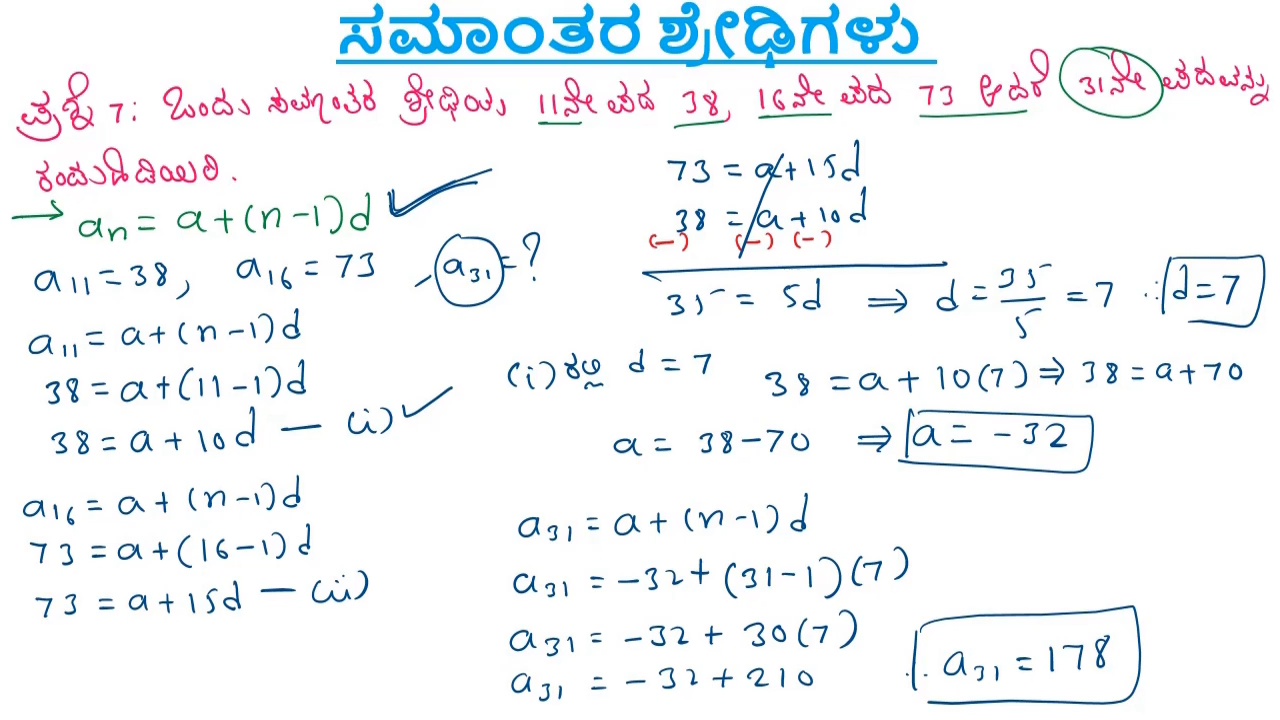 ಸಮಾಂತರ ಶ್ರೇಢಿಗಳು
ಪ್ರಶ್ನೆ 7: ಒಂದು ಸಮಾಂತರ ಶ್ರೇಢಿಯ 11ನೇ ಪದ 38, 16ನೇ ಪದ 73 ಆದರೆ 31ನೇ ಪದವನ್ನು
ಕಂಡುಹಿಡಿಯಿರಿ.
→ aₙ = a + (n-1)d
a₁₁ = 38, a₁₆ = 73 a₃₁ = ?
a₁₁ = a + (n-1)d
38 = a + (11-1)d
38 = a + 10d — (i)
a₁₆ = a + (n-1)d
73 = a + (16-1)d
73 = a + 15d — (ii)
73 = a + 15d
38 = a + 10d
(-) (-) (-)
35 = 5d ⇒ d = 35/5 = 7 ∴ d = 7
(i) ರಲ್ಲಿ d = 7
38 = a + 10(7) ⇒ 38 = a + 70
a = 38 - 70 ⇒ a = -32
a₃₁ = a + (n-1)d
a₃₁ = -32 + (31-1)(7)
a₃₁ = -32 + 30(7)
a₃₁ = -32 + 210
∴ a₃₁ = 178